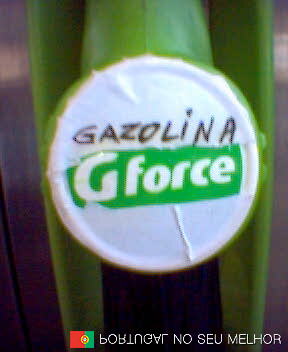 GAZOLINA
G force
PORTUGAL NO SEU MELHOR